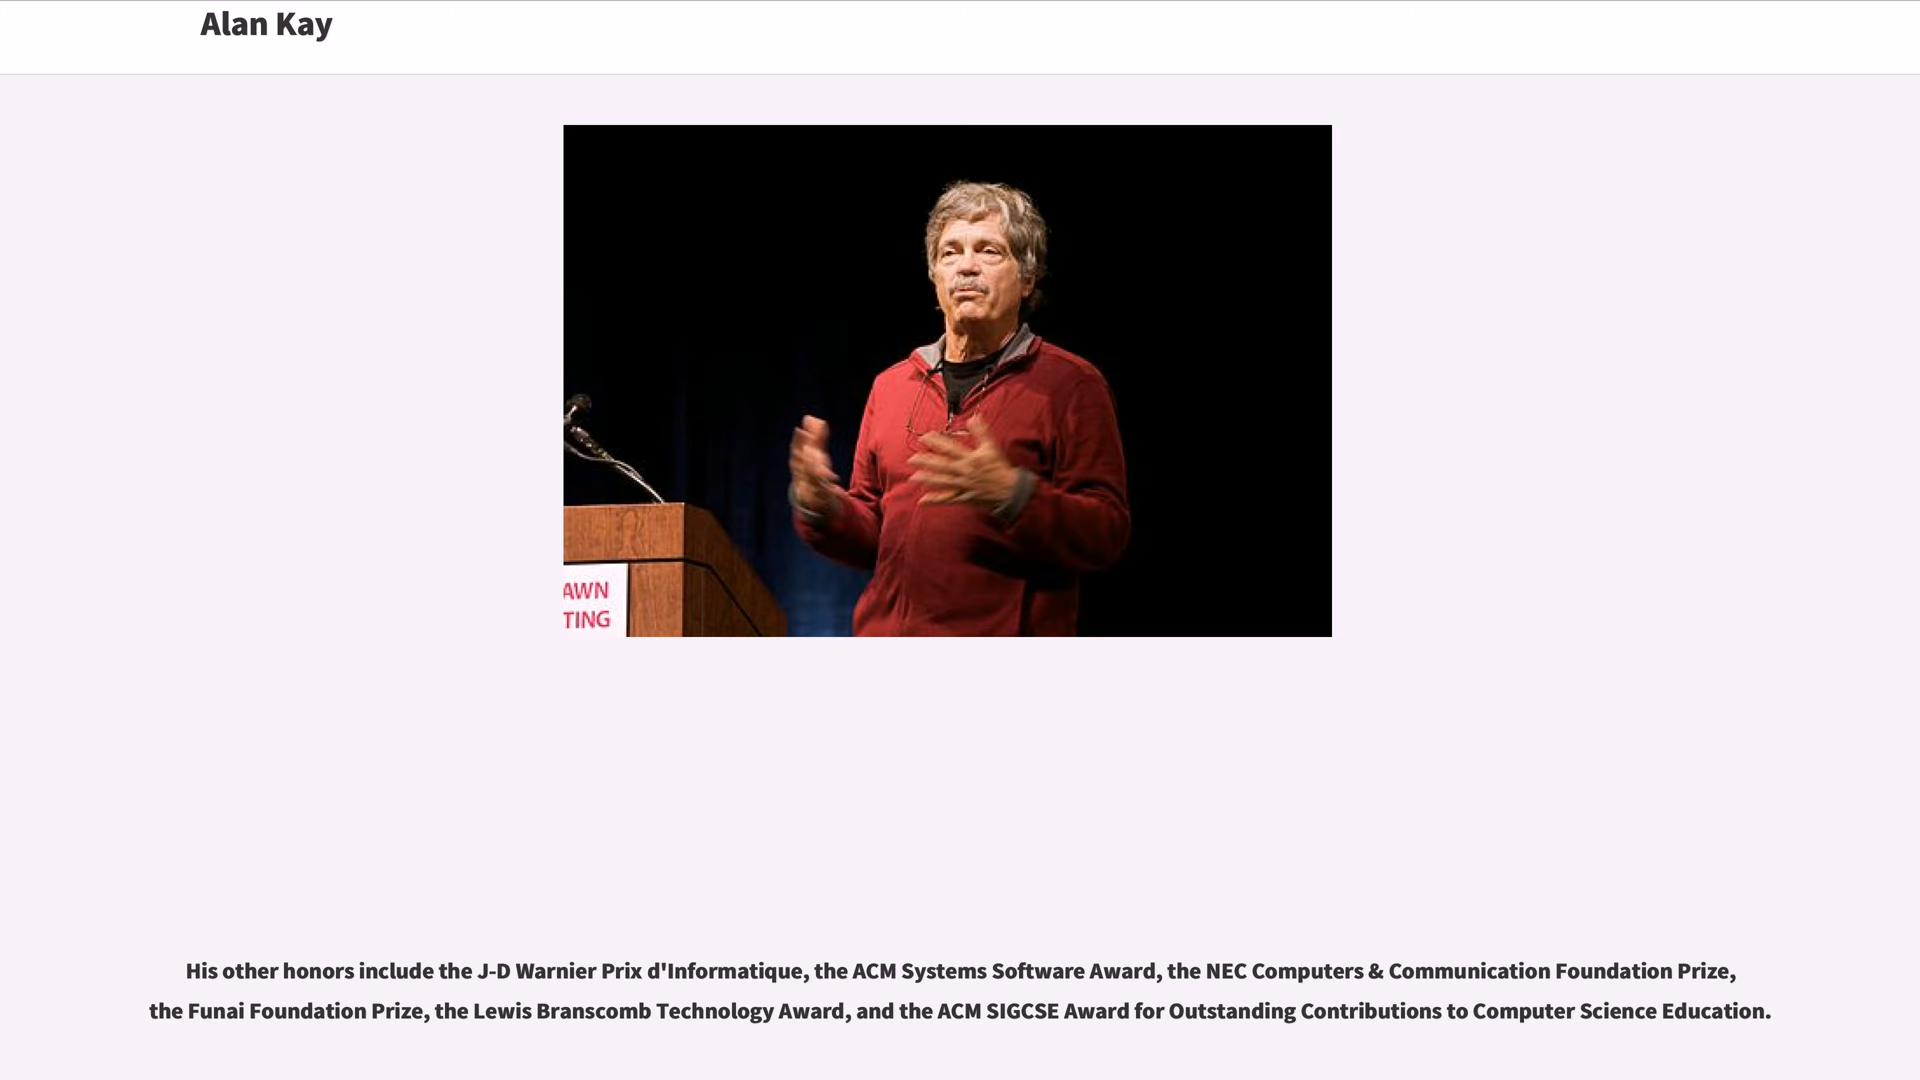 Alan Kay
AWN
TING
His other honors include the J-D Warnier Prix d'Informatique, the ACM Systems Software Award, the NEC Computers & Communication Foundation Prize,
the Funai Foundation Prize, the Lewis Branscomb Technology Award, and the ACM SIGCSE Award for Outstanding Contributions to Computer Science Education.